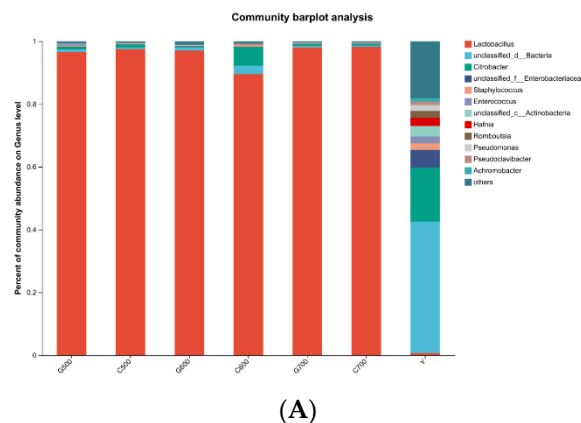 Community barplot analysis
Percent of community abundance on Genus level
1
0.8
0.6
0.4
0.2
0
G500
C500
G600
C600
G700
C700
Y
Lactobacillus
unclassified_d__Bacteria
Citrobacter
unclassified_f__Enterobacteriacea
Staphylococcus
Enterococcus
unclassified_c__Actinobacteria
Hafnia
Romboutsia
Pseudomonas
Pseudoclavibacter
Achromobacter
others
(A)